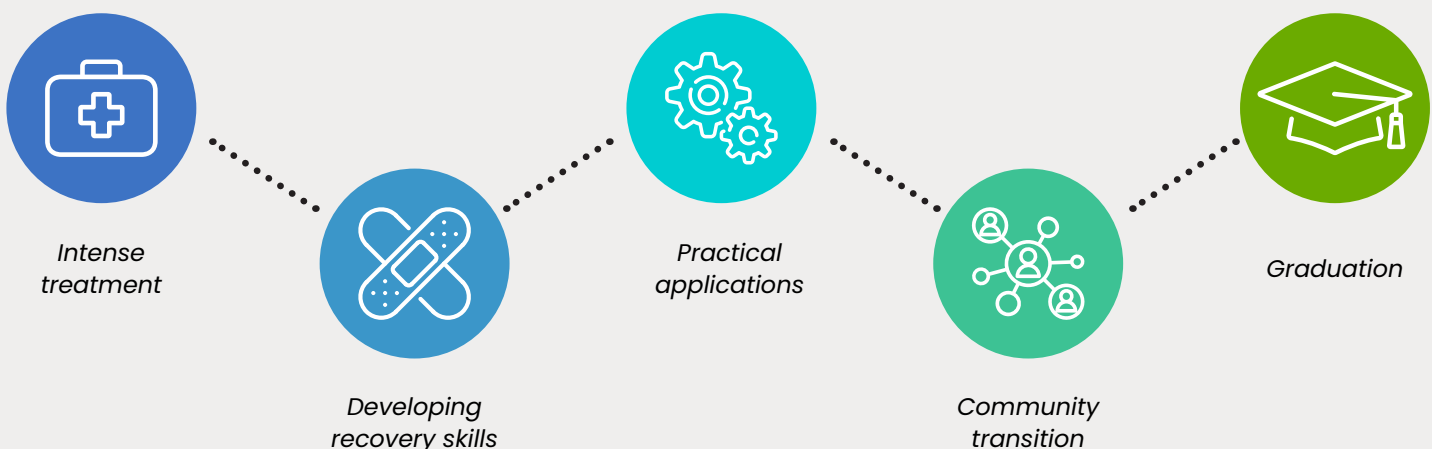 Intense
treatment
Developing
recovery skills
Practical
applications
Community
transition
Graduation